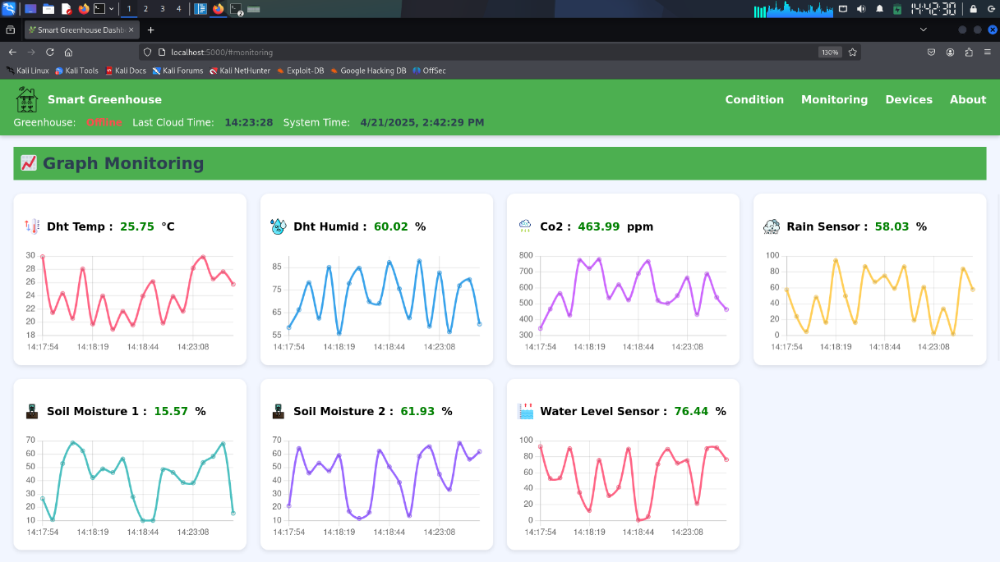 1 2 3 4 2 14:42:30
Smart Greenhouse Dashb
localhost:5000/#monitoring 130%
Kali Linux Kali Tools Kali Docs Kali Forums Kali NetHunter Exploit-DB Google Hacking DB OffSec
Smart Greenhouse Condition Monitoring Devices About
Greenhouse: Offline Last Cloud Time: 14:23:28 System Time: 4/21/2025, 2:42:29 PM
Graph Monitoring
Dht Temp : 25.75 °C
30
28
26
24
22
20
18
14:17:54 14:18:19 14:18:44 14:23:08
Dht Humid : 60.02 %
85
75
65
55
14:17:54 14:18:19 14:18:44 14:23:08
Co2 : 463.99 ppm
800
700
600
500
400
300
14:17:54 14:18:19 14:18:44 14:23:08
Rain Sensor : 58.03 %
100
80
60
40
20
0
14:17:54 14:18:19 14:18:44 14:23:08
Soil Moisture 1 : 15.57 %
70
60
50
40
30
20
10
14:17:54 14:18:19 14:18:44 14:23:08
Soil Moisture 2 : 61.93 %
70
60
50
40
30
20
10
14:17:54 14:18:19 14:18:44 14:23:08
Water Level Sensor : 76.44 %
100
80
60
40
20
0
14:17:54 14:18:19 14:18:44 14:23:08